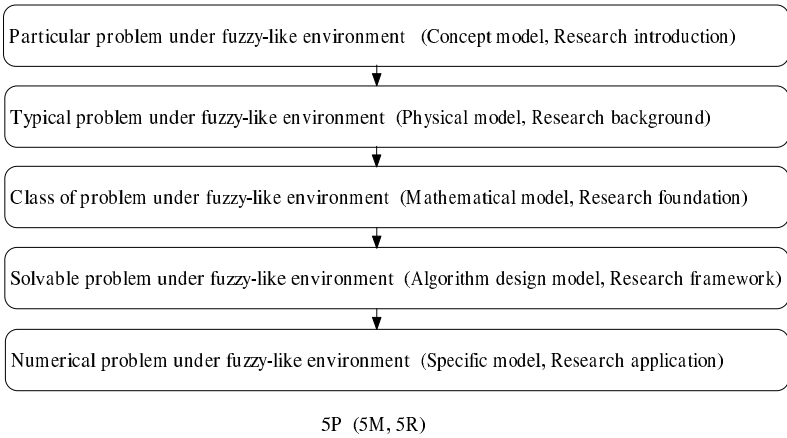 Particular problem under fuzzy-like environment (Concept model, Research introduction)
Typical problem under fuzzy-like environment (Physical model, Research background)
Class of problem under fuzzy-like environment (Mathematical model, Research foundation)
Solvable problem under fuzzy-like environment (Algorithm design model, Research framework)
Numerical problem under fuzzy-like environment (Specific model, Research application)
5P (5M, 5R)